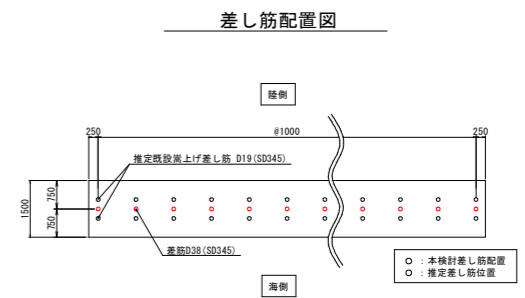 差し筋配置図
陸側
250
@1000
250
推定既設嵩上げ差し筋 D19(SD345)
1500
750
750
差筋D38(SD345)
○ : 本検討差し筋配置
○ : 推定差し筋位置
海側